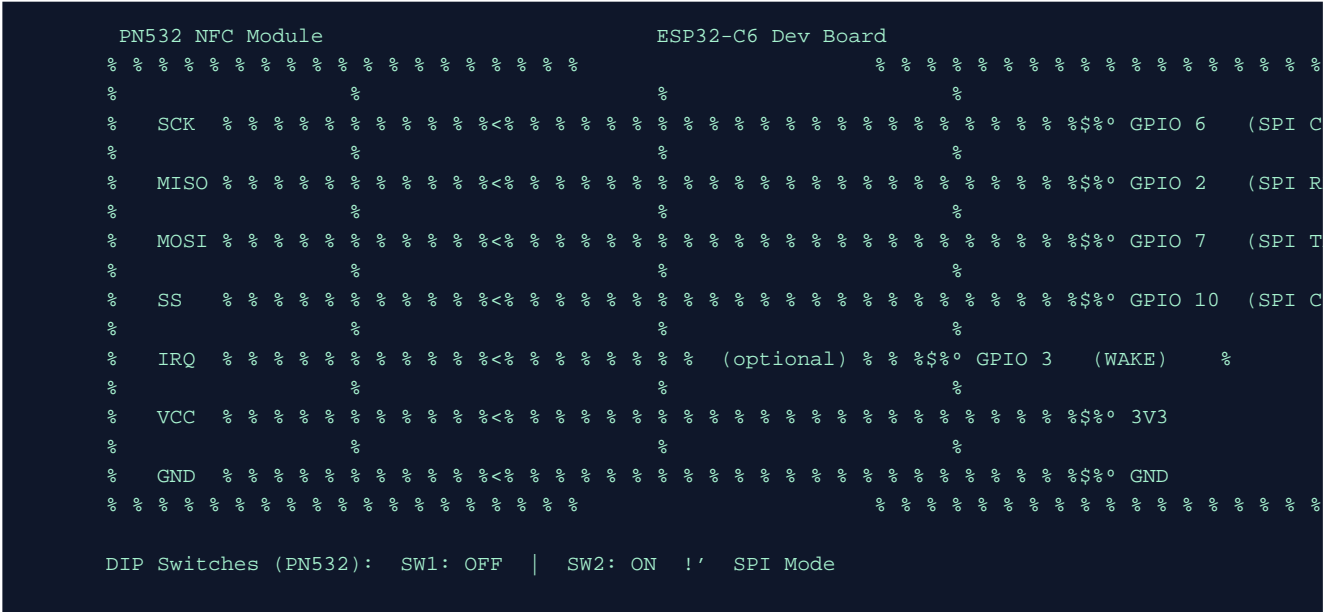 PN532 NFC Module ESP32-C6 Dev Board
% % % % % % % % % % % % % % % % % % % % % % % % % % % % % % % % % % % %
% % % %
% SCK % % % % % % % % % % %<% % % % % % % % % % % % % % % % % % % % % % %$%º GPIO 6 (SPI C
% % % %
% MISO % % % % % % % % % % %<% % % % % % % % % % % % % % % % % % % % % % %$%º GPIO 2 (SPI R
% % % %
% MOSI % % % % % % % % % % %<% % % % % % % % % % % % % % % % % % % % % % %$%º GPIO 7 (SPI T
% % % %
% SS % % % % % % % % % % %<% % % % % % % % % % % % % % % % % % % % % % %$%º GPIO 10 (SPI C
% % % %
% IRQ % % % % % % % % % % %<% % % % % % % % (optional) % % %$%º GPIO 3 (WAKE) %
% % % %
% VCC % % % % % % % % % % %<% % % % % % % % % % % % % % % % % % % % % % %$%º 3V3
% % % %
% GND % % % % % % % % % % %<% % % % % % % % % % % % % % % % % % % % % % %$%º GND
% % % % % % % % % % % % % % % % % % % % % % % % % % % % % % % % % % % %
DIP Switches (PN532): SW1: OFF | SW2: ON !’ SPI Mode